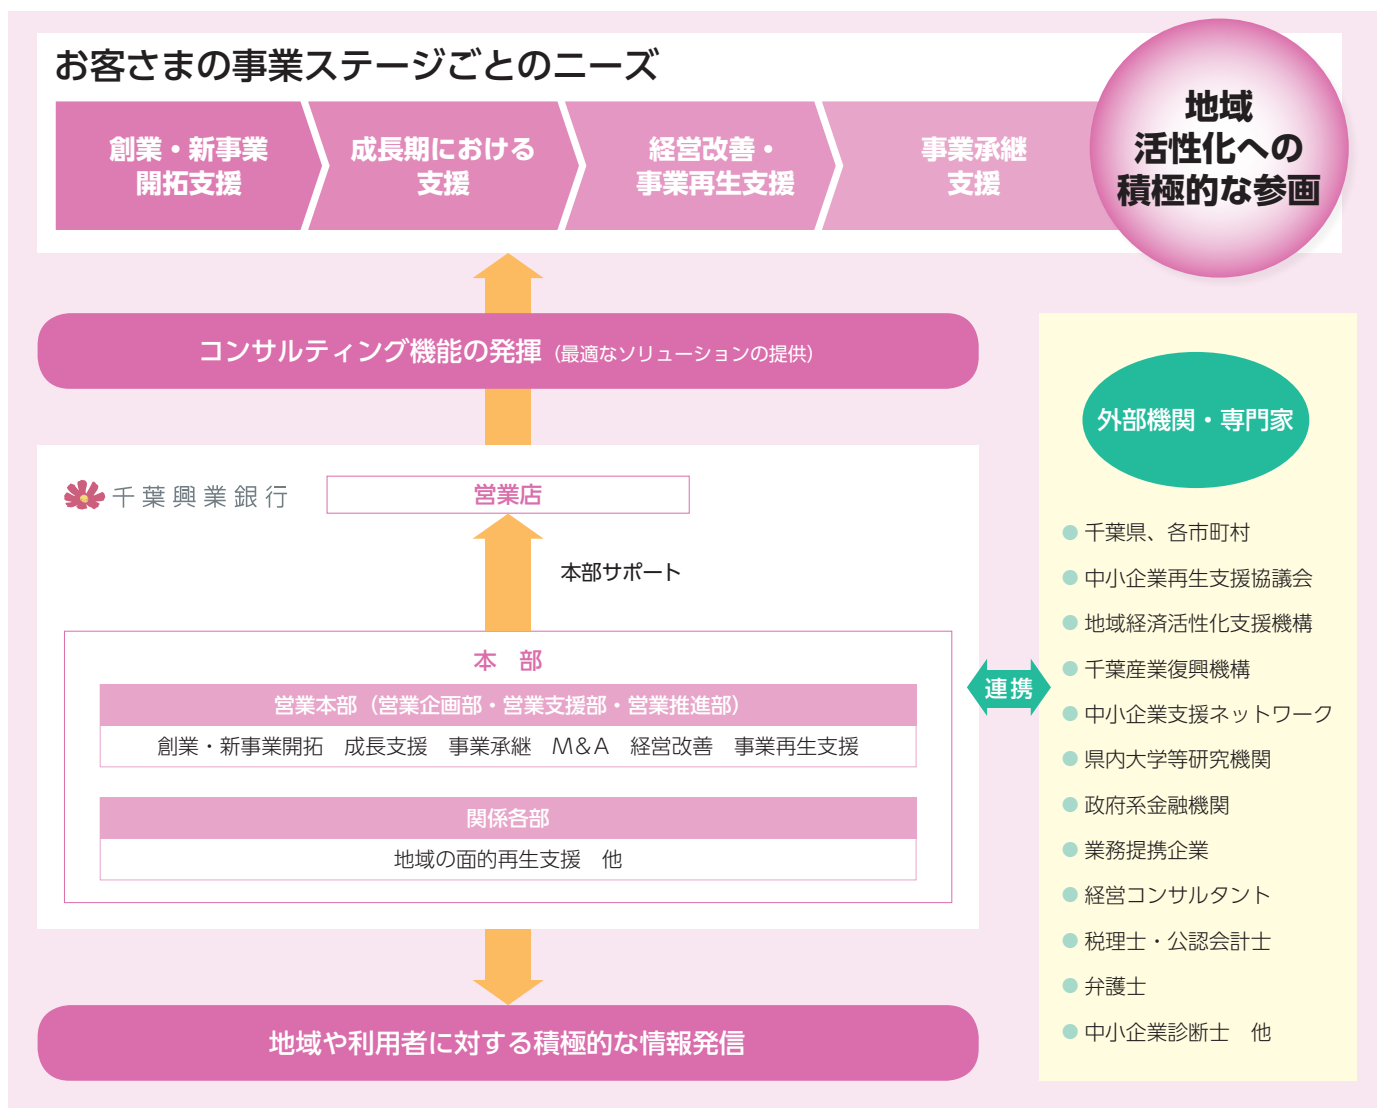 お客さまの事業ステージごとのニーズ
創業・新事業
開拓支援
成長期における
支援
経営改善・
事業再生支援
事業承継
支援
地域
活性化への
積極的な参画
コンサルティング機能の発揮（最適なソリューションの提供）
千葉興業銀行
営業店
本部サポート
本　部
営業本部（営業企画部・営業支援部・営業推進部）
創業・新事業開拓　成長支援　事業承継　M&A　経営改善　事業再生支援
関係各部
地域の面的再生支援　他
連携
外部機関・専門家
●千葉県、各市町村
●中小企業再生支援協議会
●地域経済活性化支援機構
●千葉産業復興機構
●中小企業支援ネットワーク
●県内大学等研究機関
●政府系金融機関
●業務提携企業
●経営コンサルタント
●税理士・公認会計士
●弁護士
●中小企業診断士　他
地域や利用者に対する積極的な情報発信